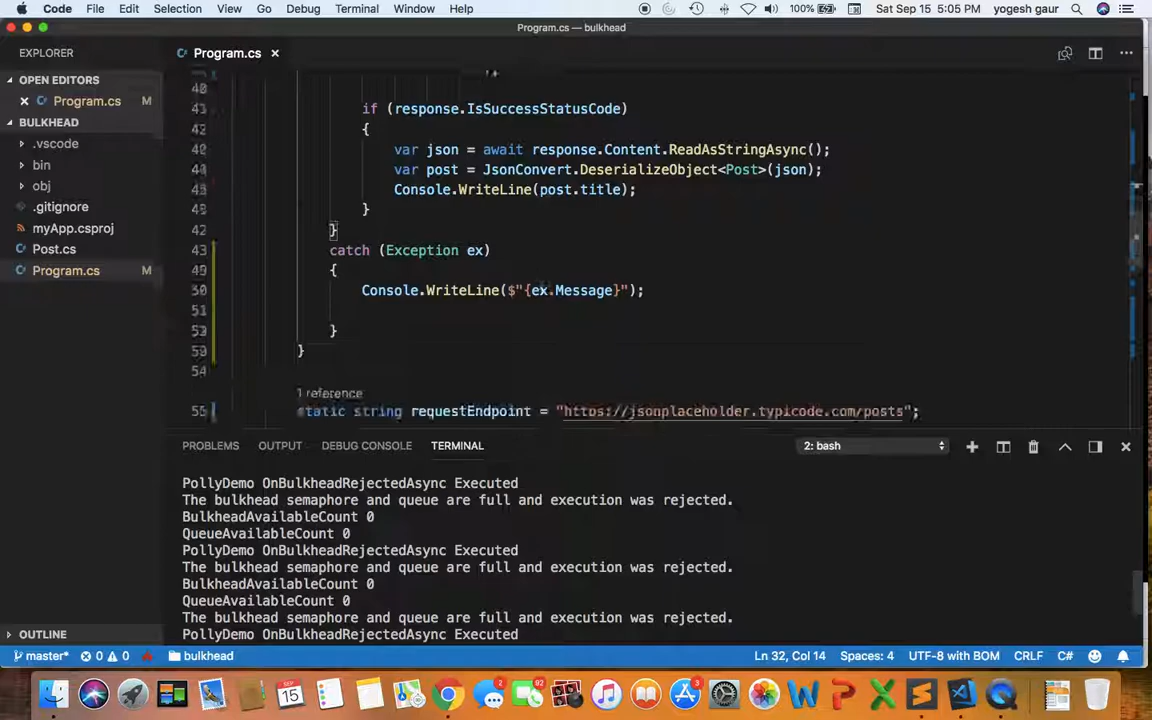 Code File Edit Selection View Go Debug Terminal Window Help 100% Sat Sep 15 5:05 PM yogesh gaur
Program.cs — bulkhead
EXPLORER
OPEN EDITORS
Program.cs M
BULKHEAD
.vscode
bin
obj
.gitignore
myApp.csproj
Post.cs
Program.cs M
OUTLINE
Program.cs
if (response.IsSuccessStatusCode)
{
var json = await response.Content.ReadAsStringAsync();
var post = JsonConvert.DeserializeObject<Post>(json);
Console.WriteLine(post.title);
}
}
43 catch (Exception ex)
{
50 Console.WriteLine($"{ex.Message}");
}
}
54
1 reference
55 static string requestEndpoint = "https://jsonplaceholder.typicode.com/posts";
PROBLEMS OUTPUT DEBUG CONSOLE TERMINAL 2: bash
PollyDemo OnBulkheadRejectedAsync Executed
The bulkhead semaphore and queue are full and execution was rejected.
BulkheadAvailableCount 0
QueueAvailableCount 0
PollyDemo OnBulkheadRejectedAsync Executed
The bulkhead semaphore and queue are full and execution was rejected.
BulkheadAvailableCount 0
QueueAvailableCount 0
The bulkhead semaphore and queue are full and execution was rejected.
PollyDemo OnBulkheadRejectedAsync Executed
master* 0 0 bulkhead Ln 32, Col 14 Spaces: 4 UTF-8 with BOM CRLF C#